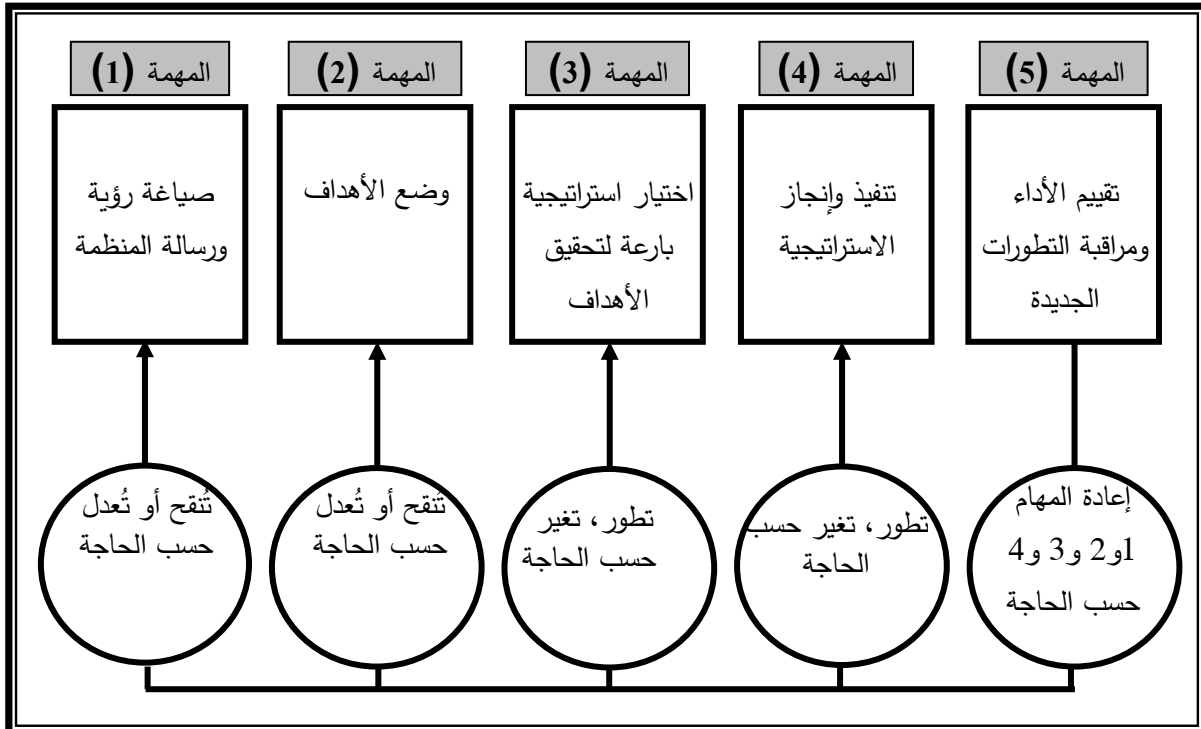 المهمة (1)
المهمة (2)
المهمة (3)
المهمة (4)
المهمة (5)
صياغة رؤية
ورسالة المنظمة
وضع الأهداف
اختيار استراتيجية
بارعة لتحقيق
الأهداف
تنفيذ وإنجاز
الاستراتيجية
تقييم الأداء
ومراقبة التطورات
الجديدة
تُنقح أو تُعدل
حسب الحاجة
تُنقح أو تُعدل
حسب الحاجة
تطور، تغير
حسب الحاجة
تطور، تغير حسب
الحاجة
إعادة المهام
1و2 و3 و4
حسب الحاجة